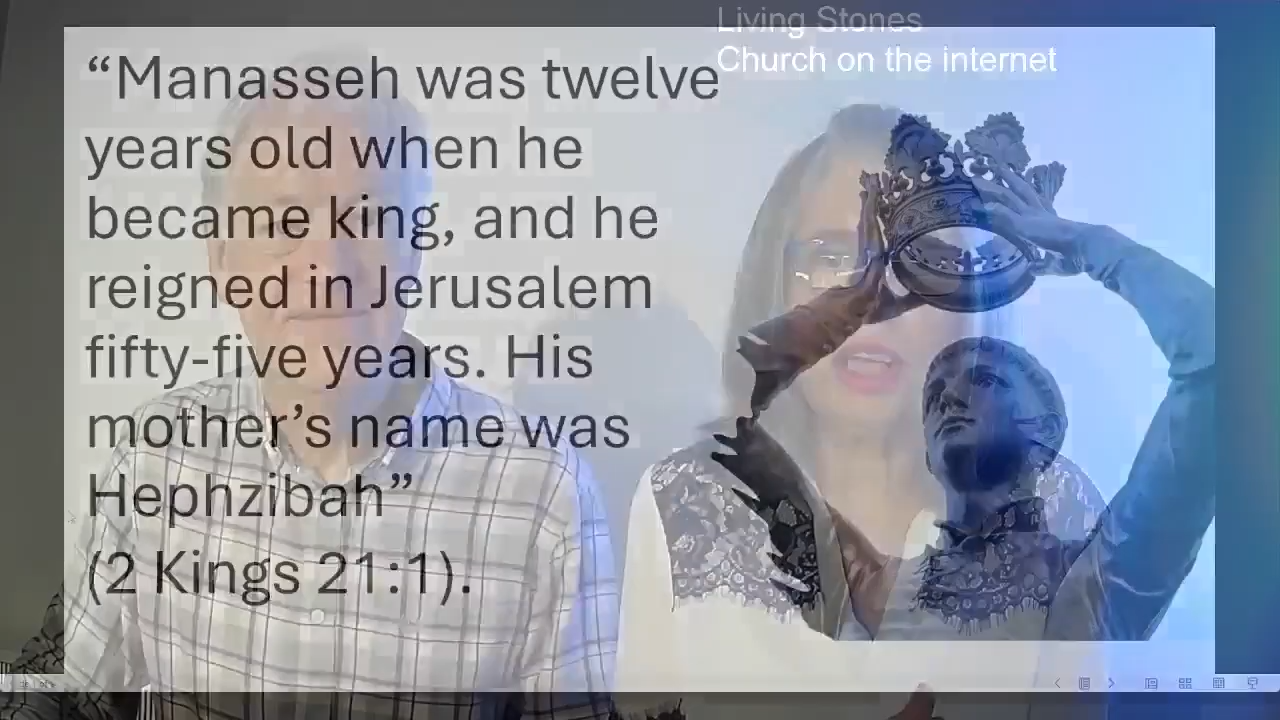 Living Stones
Church on the internet
“Manasseh was twelve
years old when he
became king, and he
reigned in Jerusalem
fifty-five years. His
mother’s name was
Hephzibah”
(2 Kings 21:1).